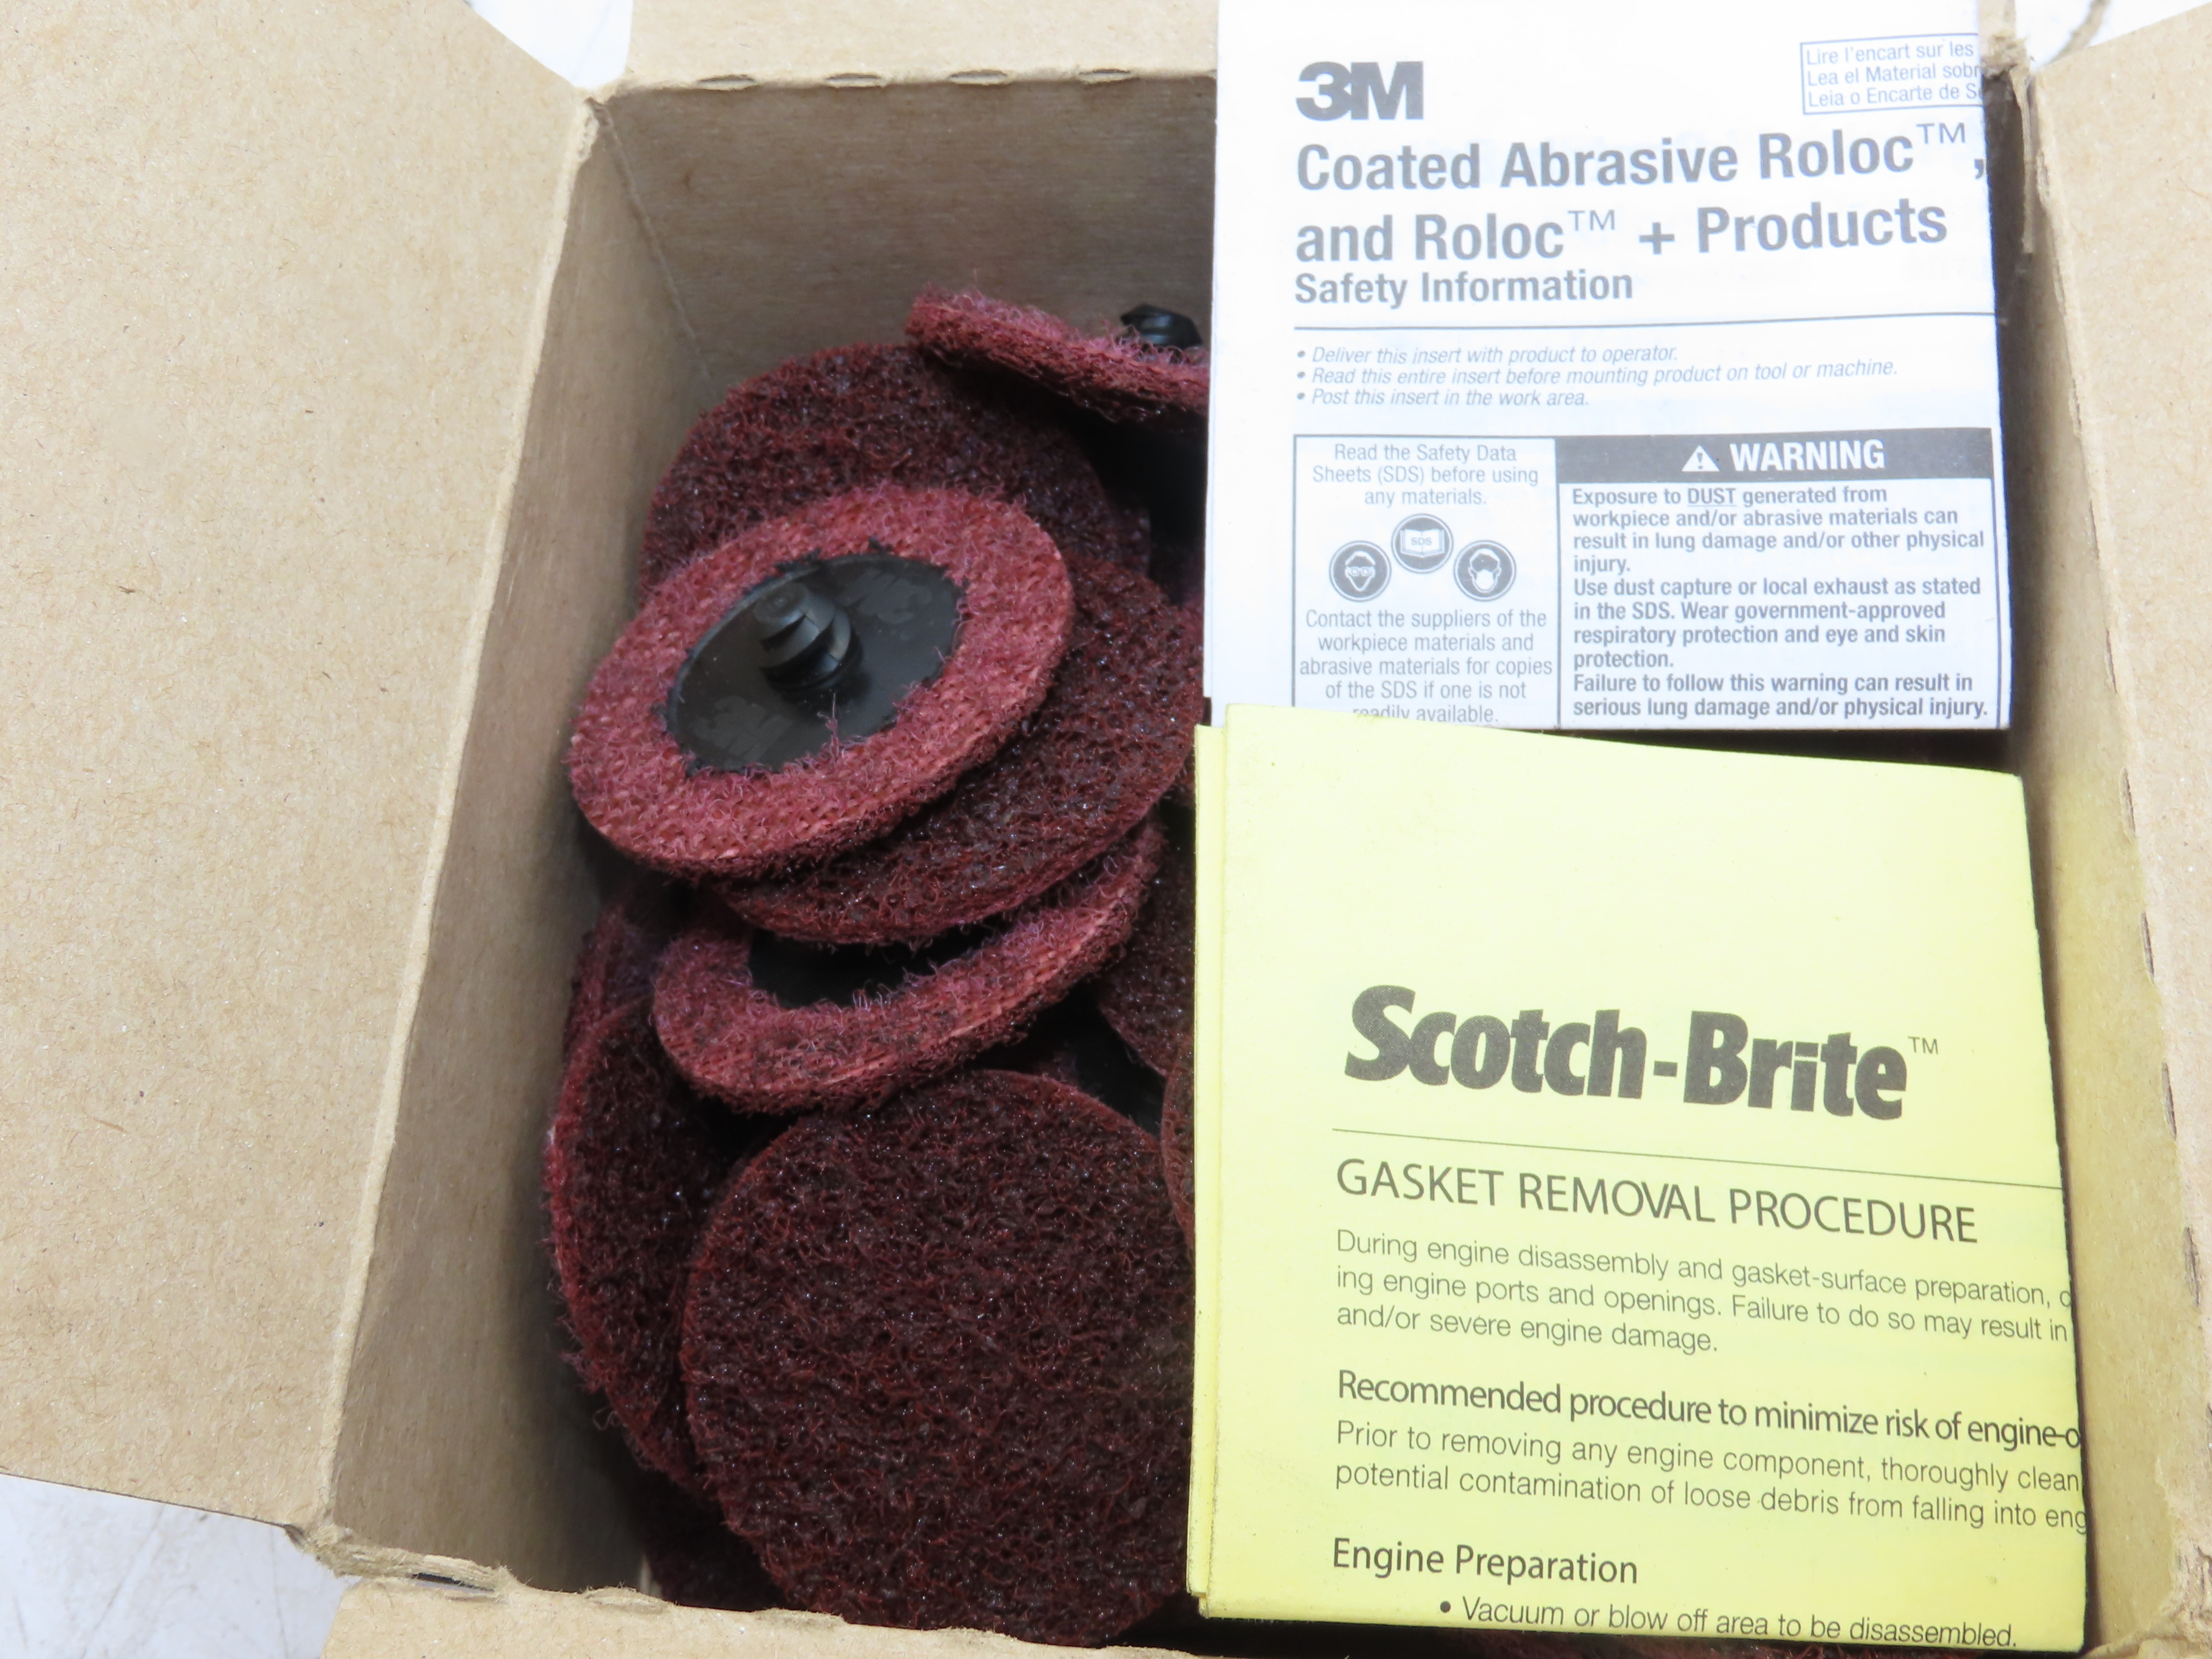 3M
Lire l'encart sur les
Lea el Material sobr
Leia o Encarte de S
Coated Abrasive Roloc™,
and Roloc™ + Products
Safety Information
• Deliver this insert with product to operator.
• Read this entire insert before mounting product on tool or machine.
• Post this insert in the work area.
Read the Safety Data
Sheets (SDS) before using
any materials.
SDS
Contact the suppliers of the
workpiece materials and
abrasive materials for copies
of the SDS if one is not
readily available.
WARNING
Exposure to DUST generated from
workpiece and/or abrasive materials can
result in lung damage and/or other physical
injury.
Use dust capture or local exhaust as stated
in the SDS. Wear government-approved
respiratory protection and eye and skin
protection.
Failure to follow this warning can result in
serious lung damage and/or physical injury.
Scotch-Brite™
GASKET REMOVAL PROCEDURE
During engine disassembly and gasket-surface preparation,
ing engine ports and openings. Failure to do so may result in
and/or severe engine damage.
Recommended procedure to minimize risk of engine-
Prior to removing any engine component, thoroughly clean
potential contamination of loose debris from falling into eng
Engine Preparation
• Vacuum or blow off area to be disassembled.